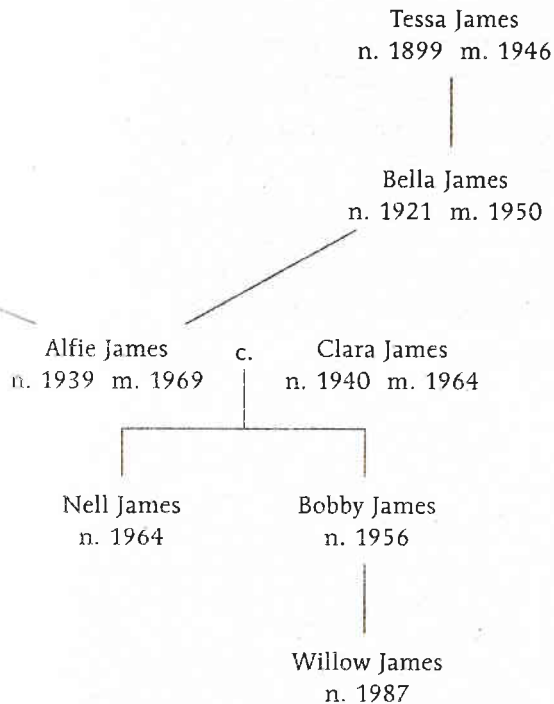 Tessa James
n. 1899 m. 1946
Bella James
n. 1921 m. 1950
Alfie James c. Clara James
n. 1939 m. 1969 n. 1940 m. 1964
Nell James Bobby James
n. 1964 n. 1956
Willow James
n. 1987